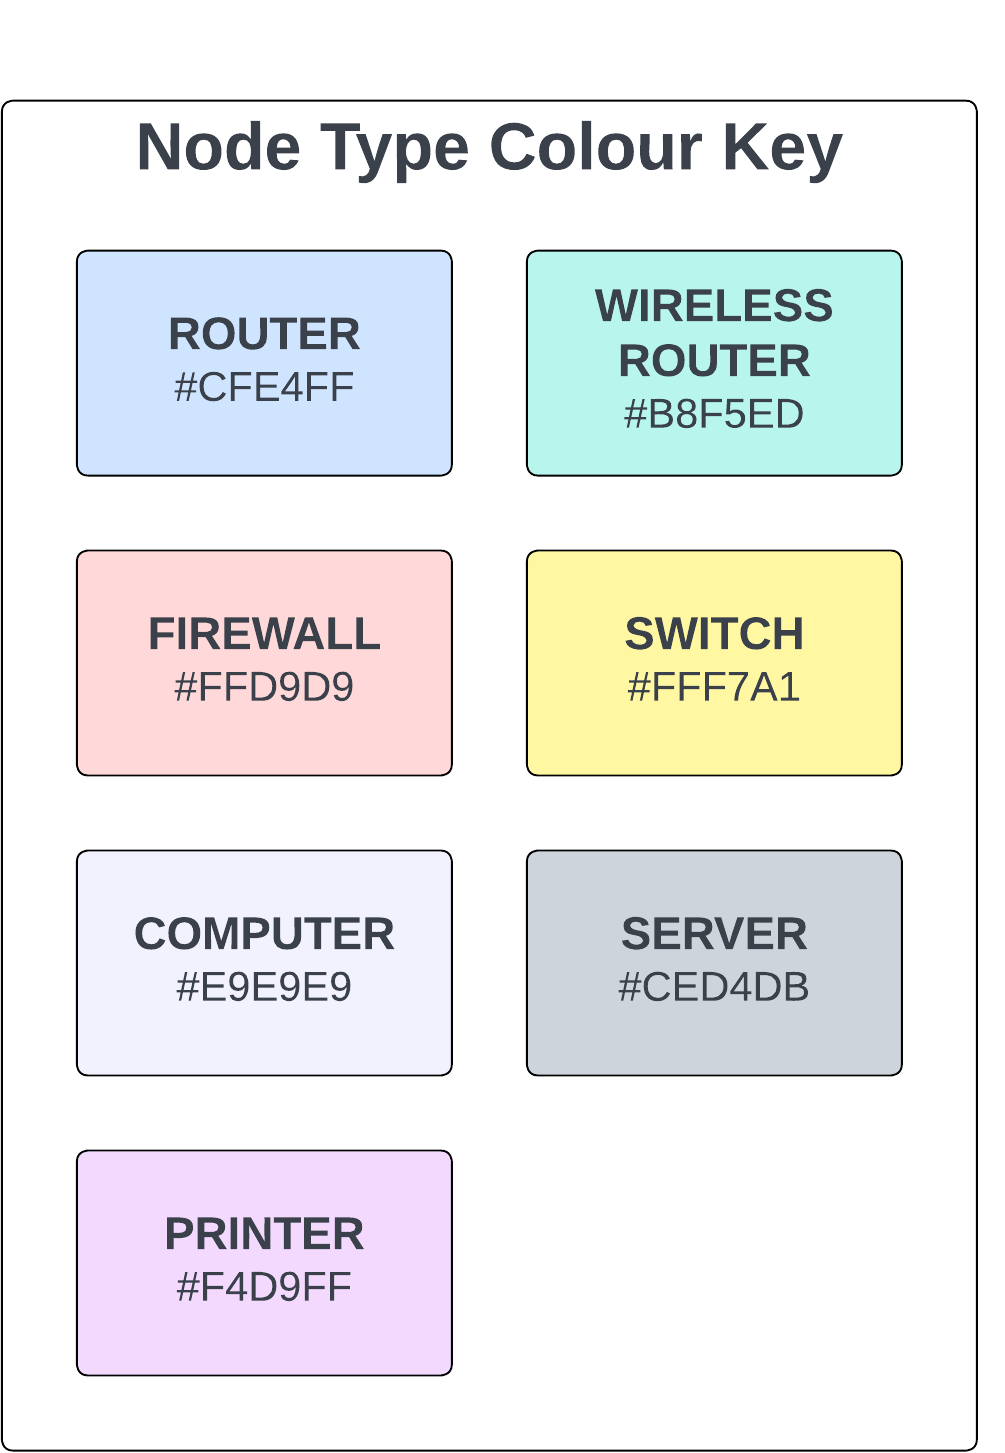 Node Type Colour Key
ROUTER
#CFE4FF
WIRELESS
ROUTER
#B8F5ED
FIREWALL
#FFD9D9
SWITCH
#FFF7A1
COMPUTER
#E9E9E9
SERVER
#CED4DB
PRINTER
#F4D9FF